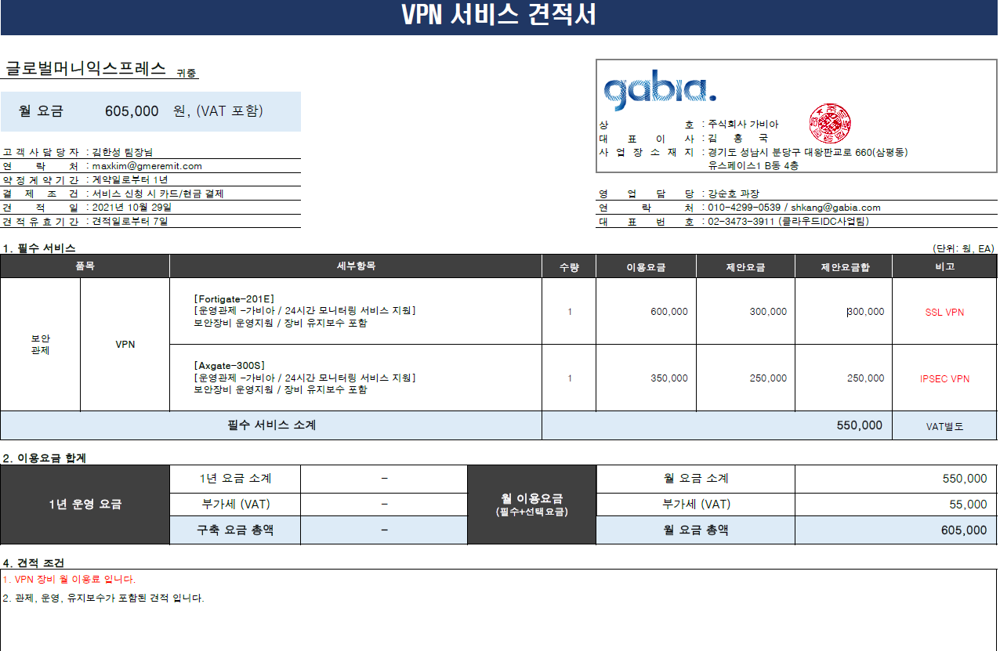 VPN 서비스 견적서
글로벌머니익스프레스 귀중
월 요금 605,000 원, (VAT 포함)
고객사담당자 : 김한성 팀장님
연락처 : maxkim@gmeremit.com
약정계약기간 : 계약일로부터 1년
결제조건 : 서비스 신청 시 카드/현금 결제
견적일 : 2021년 10월 29일
견적유효기간 : 견적일로부터 7일
gabia.
상호 : 주식회사 가비아
대표이사 : 김 홍 국
사업장소재지 : 경기도 성남시 분당구 대왕판교로 660(삼평동)
유스페이스1 B동 4층
영업담당 : 강순호 과장
연락처 : 010-4299-0539 / shkang@gabia.com
대표번호 : 02-3473-3911 (클라우드IDC사업팀)
1. 필수 서비스 (단위: 원, EA)
품목 세부항목 수량 이용요금 제안요금 제안요금합 비고
보안
관제
VPN
[Fortigate-201E]
[운영관제 -가비아 / 24시간 모니터링 서비스 지원]
보안장비 운영지원 / 장비 유지보수 포함
1 600,000 300,000 300,000 SSL VPN
[Axgate-300S]
[운영관제 -가비아 / 24시간 모니터링 서비스 지원]
보안장비 운영지원 / 장비 유지보수 포함
1 350,000 250,000 250,000 IPSEC VPN
필수 서비스 소계 550,000 VAT별도
2. 이용요금 합계
1년 운영 요금
1년 요금 소계 -
부가세 (VAT) -
구축 요금 총액 -
월 이용요금
(필수+선택요금)
월 요금 소계 550,000
부가세 (VAT) 55,000
월 요금 총액 605,000
4. 견적 조건
1. VPN 장비 월 이용료 입니다.
2. 관제, 운영, 유지보수가 포함된 견적 입니다.